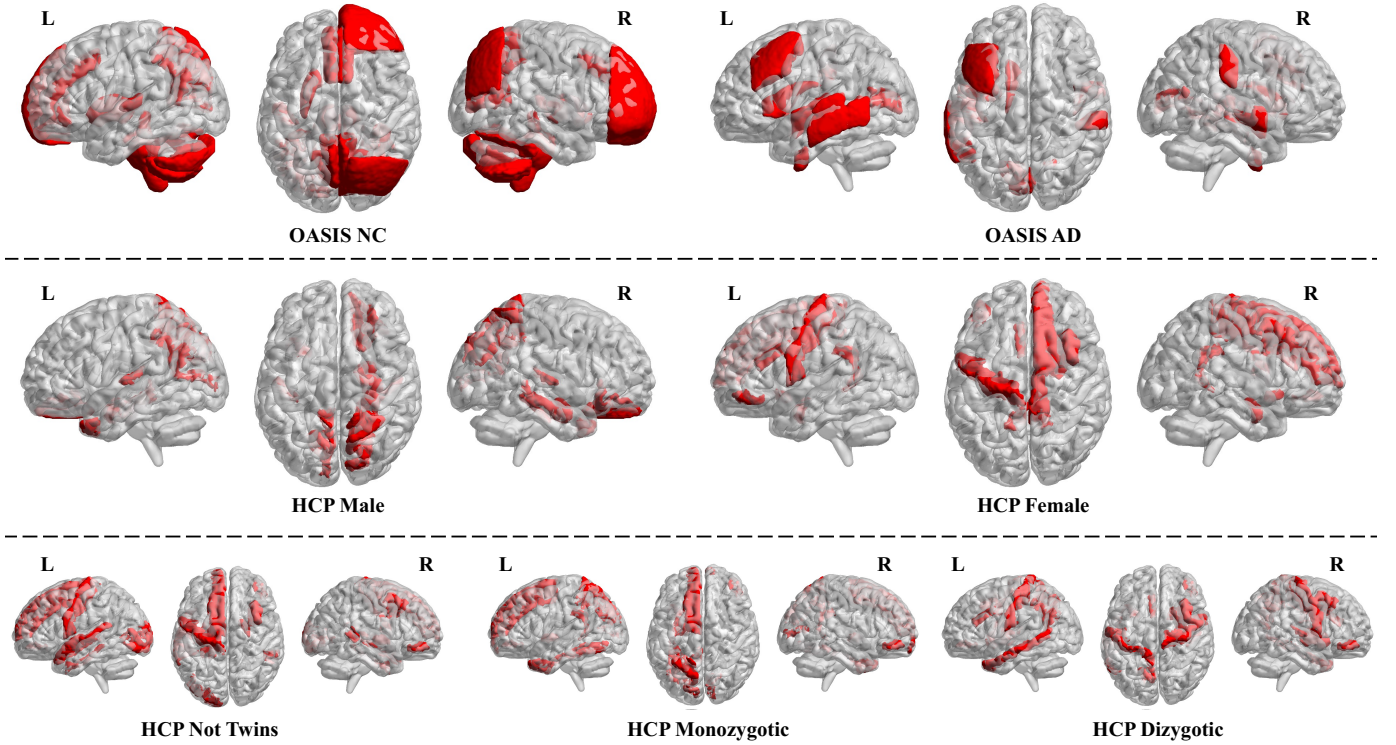 L R L R
OASIS NC OASIS AD
L R L R
HCP Male HCP Female
L R L R L R
HCP Not Twins HCP Monozygotic HCP Dizygotic